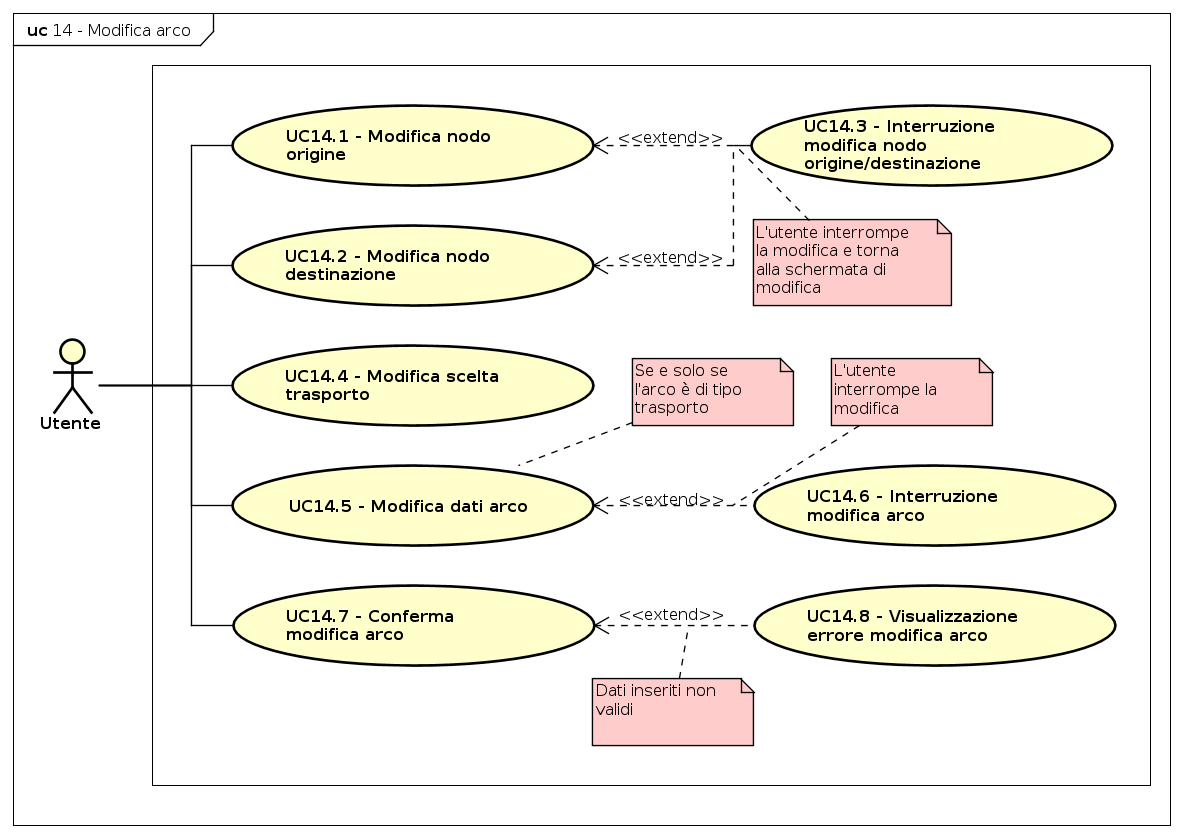 uc 14 - Modifica arco
UC14.1 - Modifica nodo
origine
<<extend>>
UC14.3 - Interruzione
modifica nodo
origine/destinazione
L'utente interrompe
la modifica e torna
alla schermata di
modifica
UC14.2 - Modifica nodo
destinazione
<<extend>>
Utente
UC14.4 - Modifica scelta
trasporto
Se e solo se
l'arco è di tipo
trasporto
L'utente
interrompe la
modifica
UC14.5 - Modifica dati arco
<<extend>>
UC14.6 - Interruzione
modifica arco
UC14.7 - Conferma
modifica arco
<<extend>>
UC14.8 - Visualizzazione
errore modifica arco
Dati inseriti non
validi